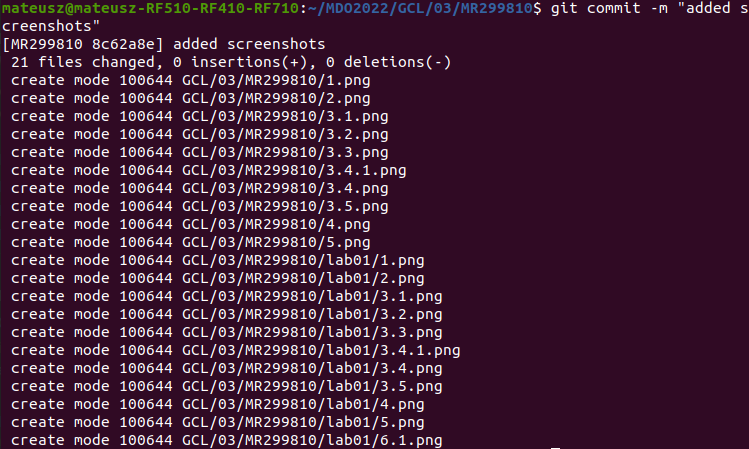 mateusz@mateusz-RF510-RF410-RF710:~/MDO2022/GCL/03/MR299810$ git commit -m "added s
creenshots"
[MR299810 8c62a8e] added screenshots
 21 files changed, 0 insertions(+), 0 deletions(-)
 create mode 100644 GCL/03/MR299810/1.png
 create mode 100644 GCL/03/MR299810/2.png
 create mode 100644 GCL/03/MR299810/3.1.png
 create mode 100644 GCL/03/MR299810/3.2.png
 create mode 100644 GCL/03/MR299810/3.3.png
 create mode 100644 GCL/03/MR299810/3.4.1.png
 create mode 100644 GCL/03/MR299810/3.4.png
 create mode 100644 GCL/03/MR299810/3.5.png
 create mode 100644 GCL/03/MR299810/4.png
 create mode 100644 GCL/03/MR299810/5.png
 create mode 100644 GCL/03/MR299810/lab01/1.png
 create mode 100644 GCL/03/MR299810/lab01/2.png
 create mode 100644 GCL/03/MR299810/lab01/3.1.png
 create mode 100644 GCL/03/MR299810/lab01/3.2.png
 create mode 100644 GCL/03/MR299810/lab01/3.3.png
 create mode 100644 GCL/03/MR299810/lab01/3.4.1.png
 create mode 100644 GCL/03/MR299810/lab01/3.4.png
 create mode 100644 GCL/03/MR299810/lab01/3.5.png
 create mode 100644 GCL/03/MR299810/lab01/4.png
 create mode 100644 GCL/03/MR299810/lab01/5.png
 create mode 100644 GCL/03/MR299810/lab01/6.1.png